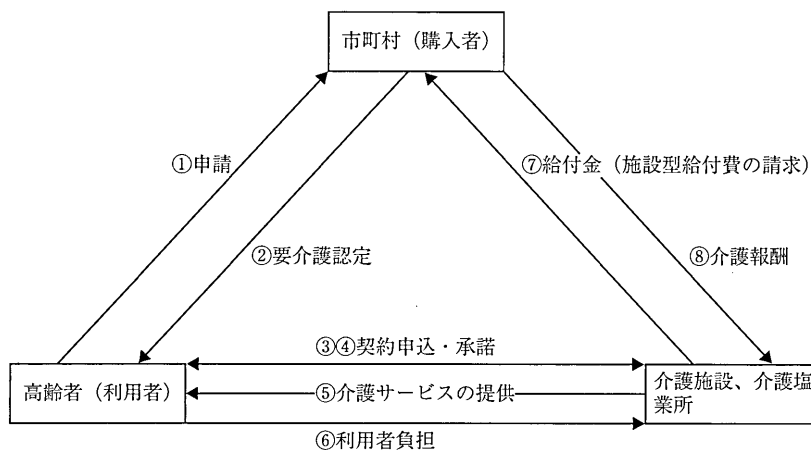 市町村（購入者）
①申請
⑦給付金（施設型給付費の請求）
②要介護認定
⑧介護報酬
③④契約申込・承諾
高齢者（利用者）
⑤介護サービスの提供
介護施設、介護塩
業所
⑥利用者負担